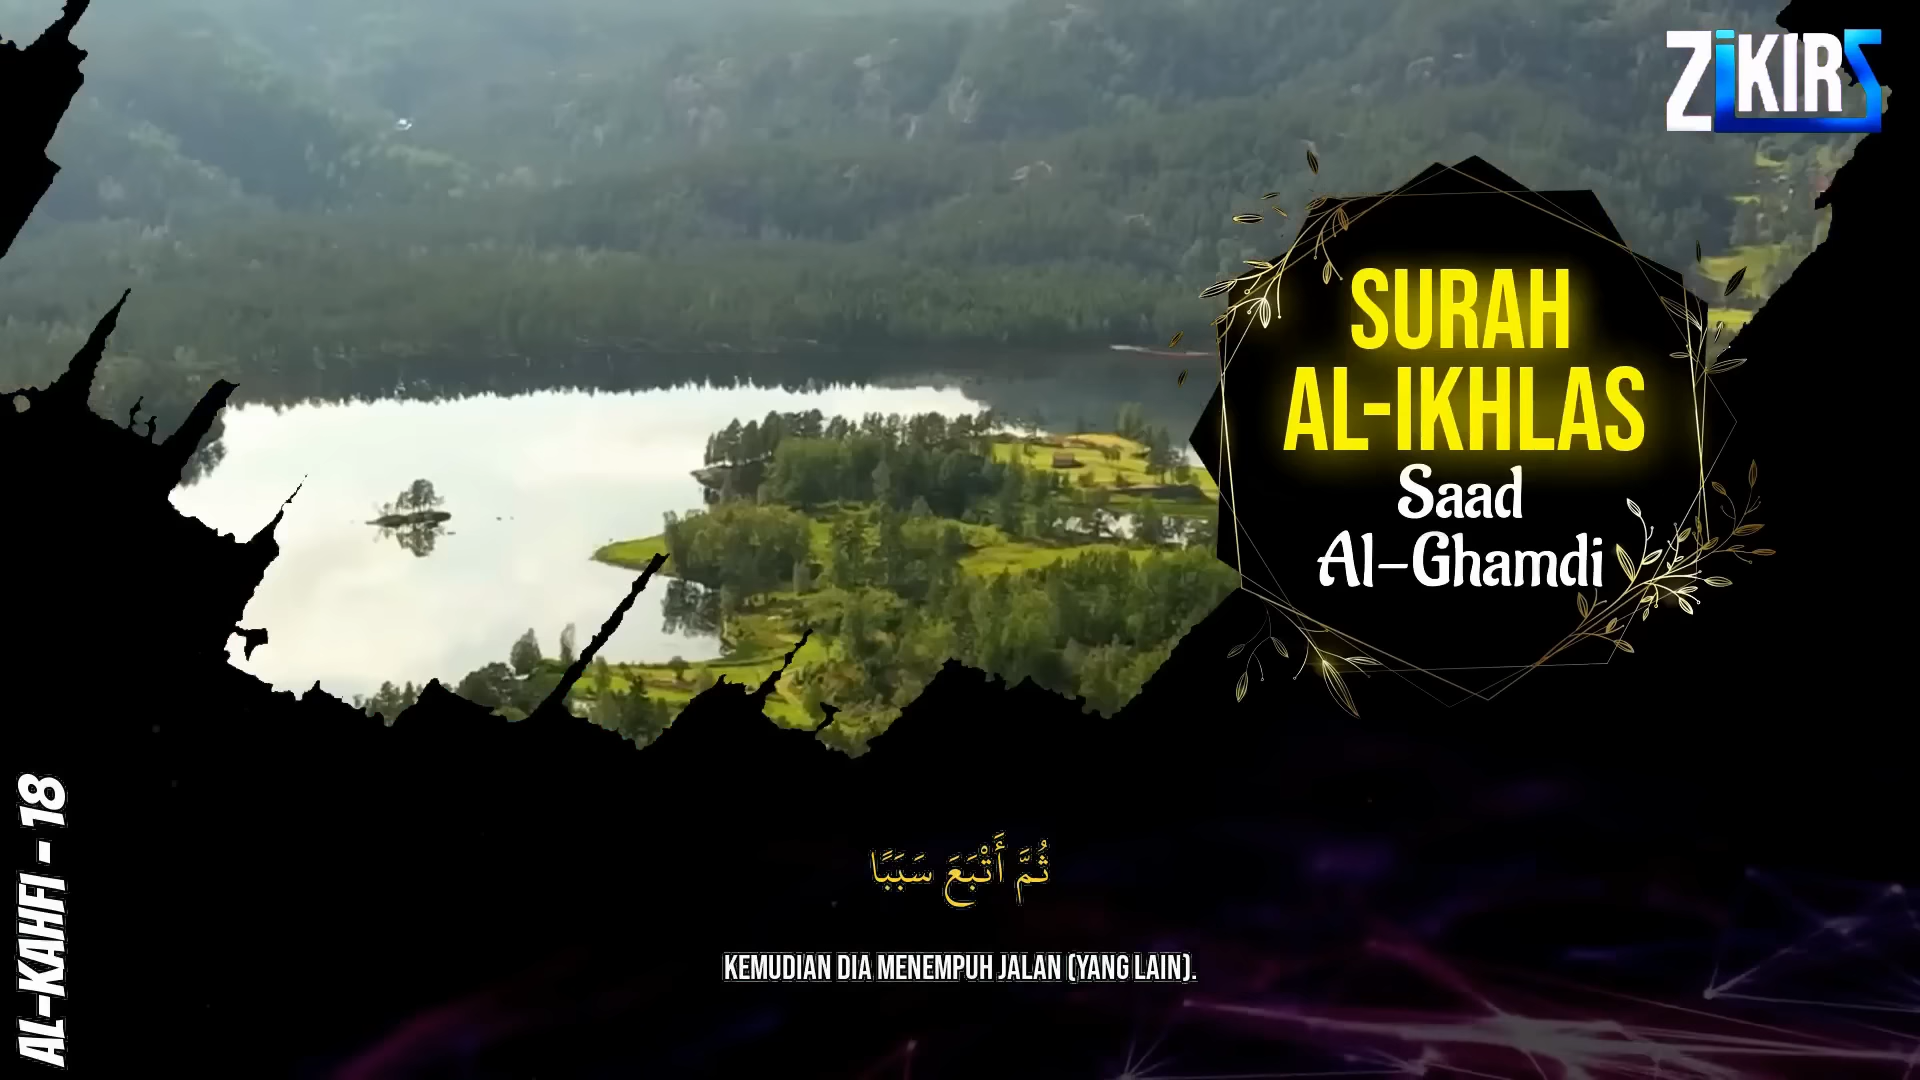 ZiKIRS
SURAH
AL-IKHLAS
Saad
Al-Ghamdi
ثُمَّ أَتْبَعَ سَبَبًا
KEMUDIAN DIA MENEMPUH JALAN (YANG LAIN).
AL-KAHFI - 18